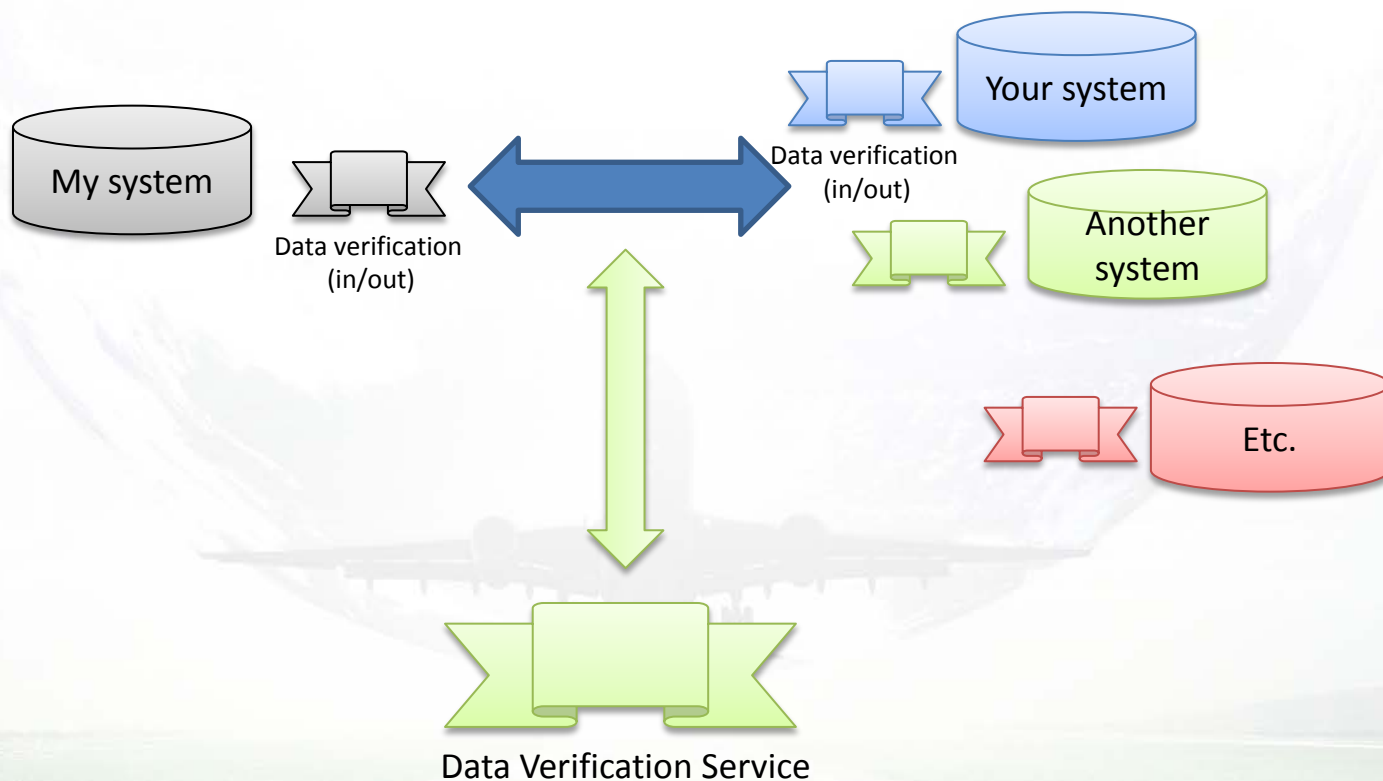 My system
Data verification
(in/out)
Your system
Data verification
(in/out)
Another
system
Etc.
Data Verification Service